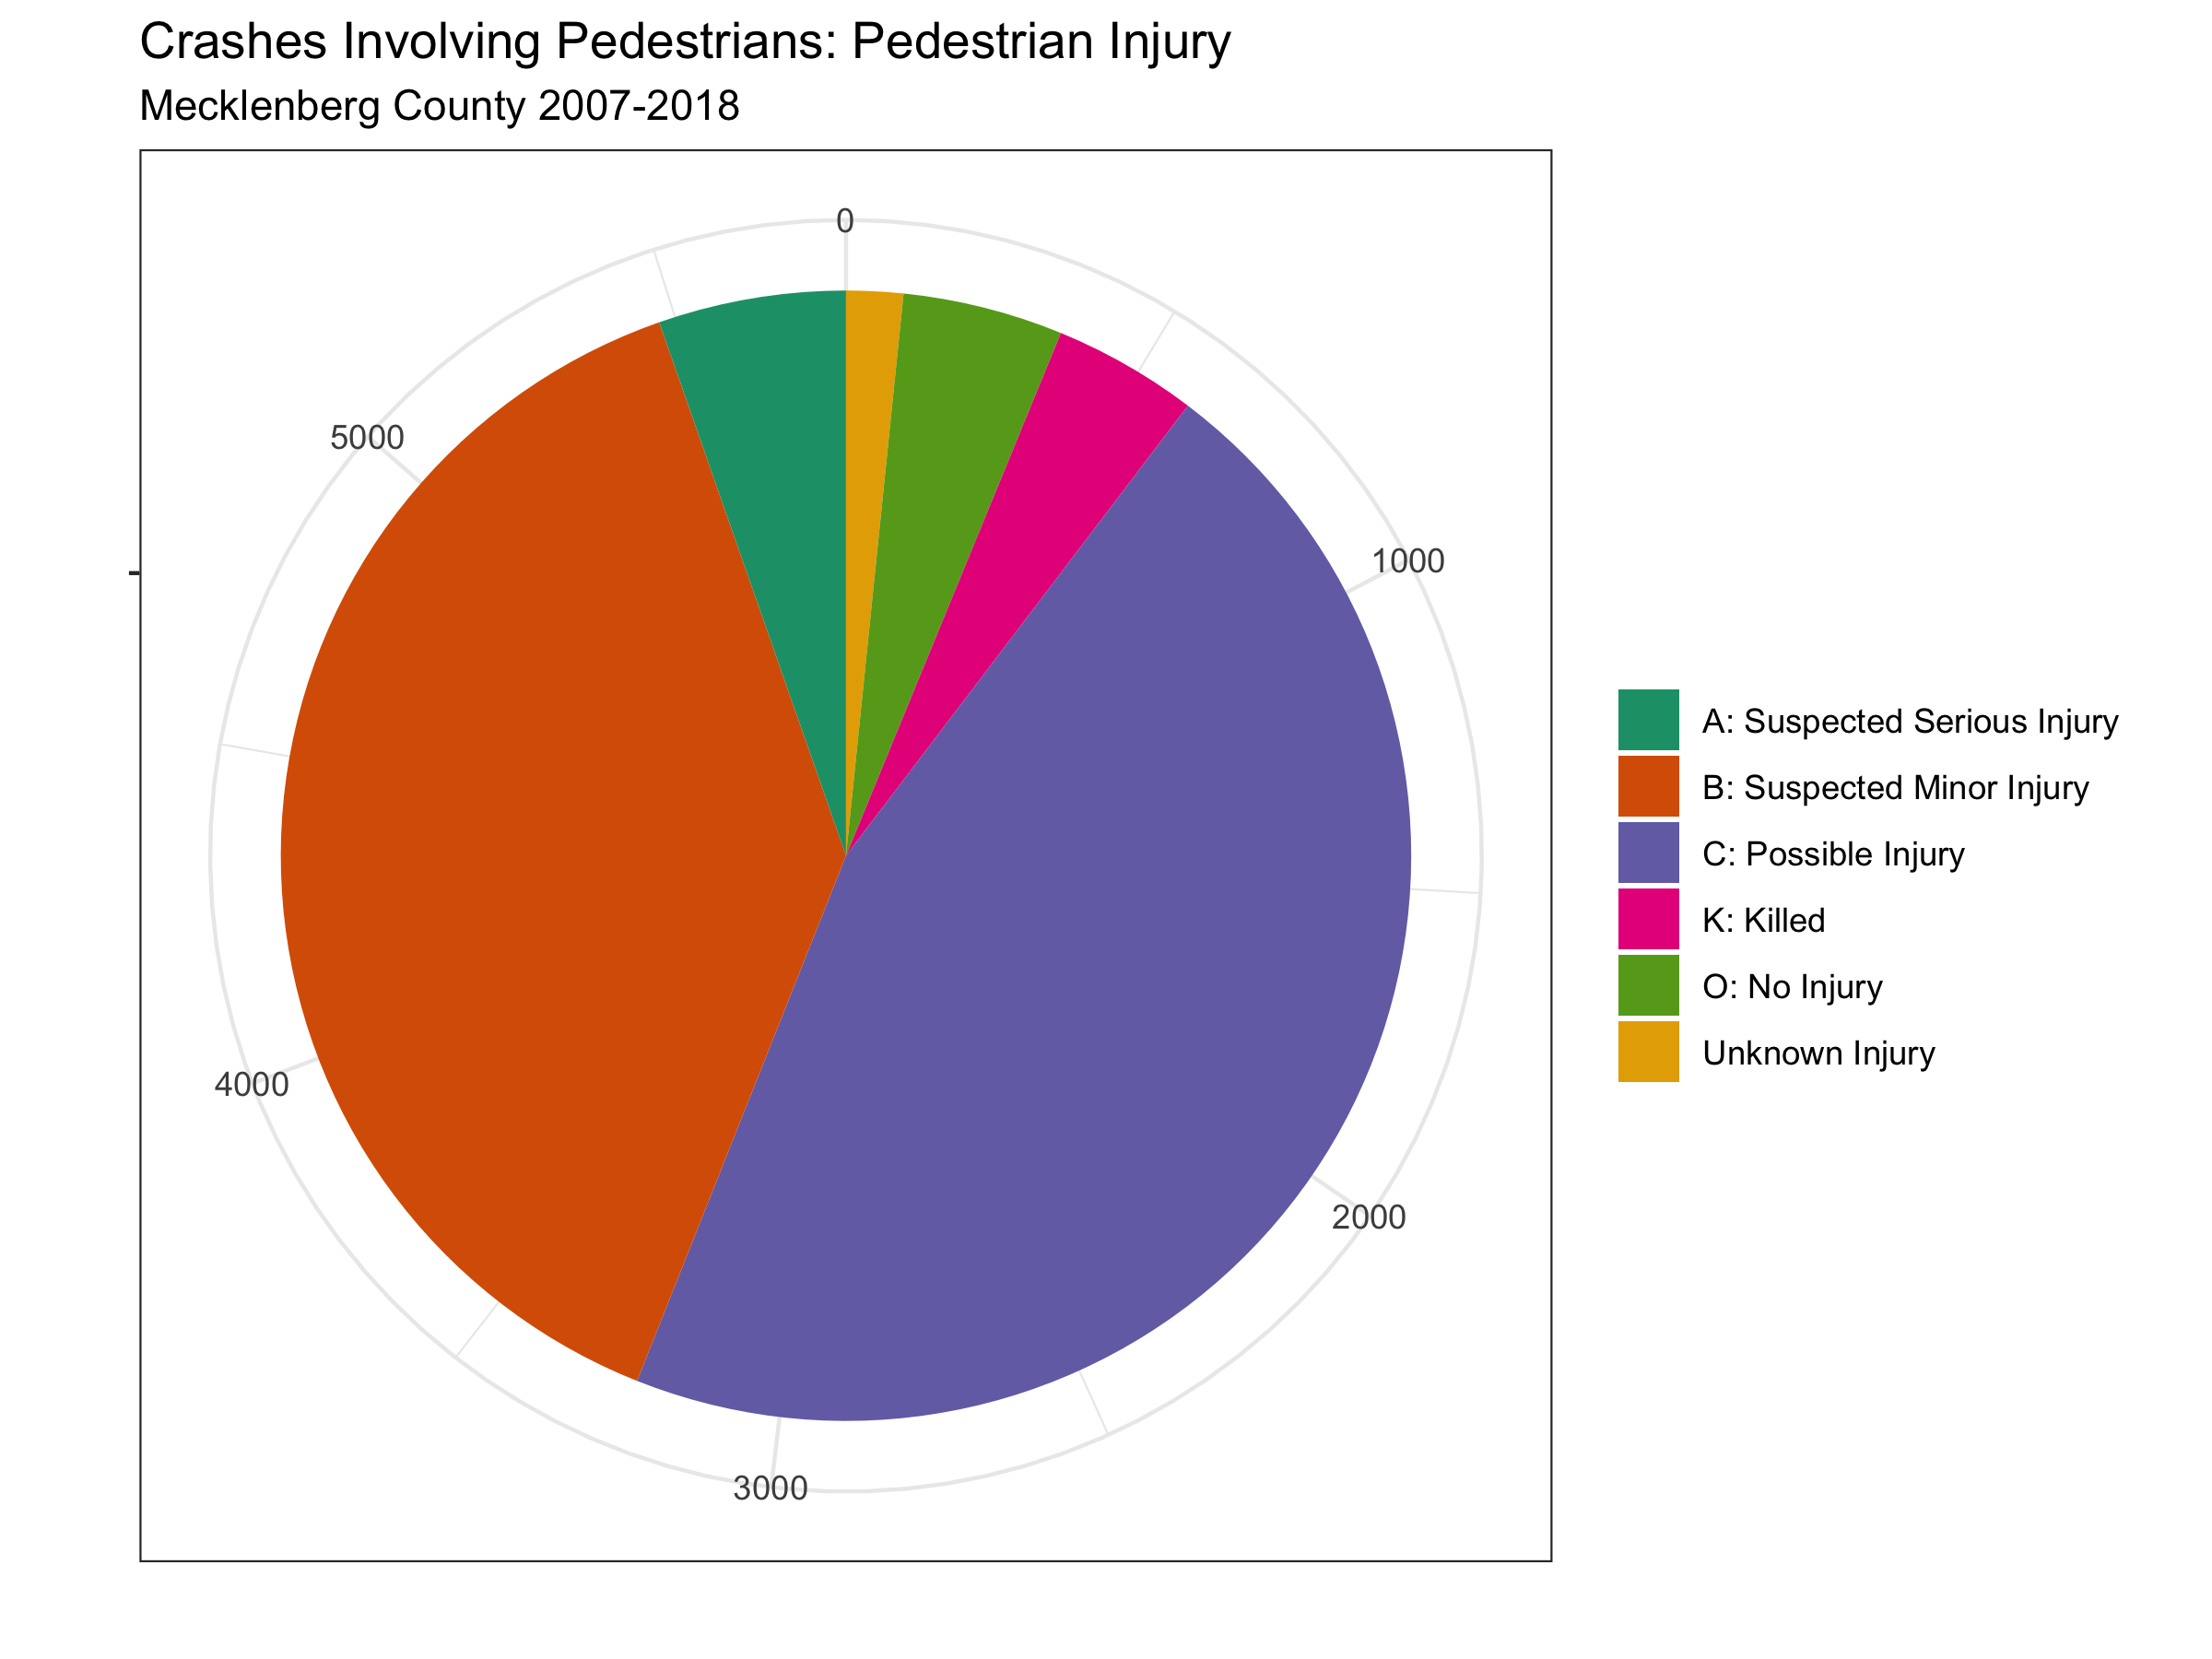 Crashes Involving Pedestrians: Pedestrian Injury
Mecklenberg County 2007-2018
0
1000
2000
3000
4000
5000
A: Suspected Serious Injury
B: Suspected Minor Injury
C: Possible Injury
K: Killed
O: No Injury
Unknown Injury